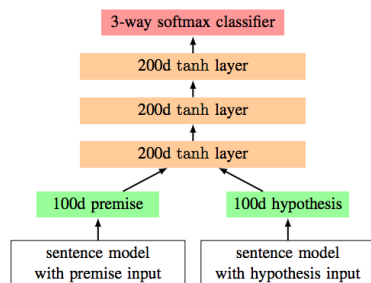 3-way softmax classifier
200d tanh layer
200d tanh layer
200d tanh layer
100d premise
100d hypothesis
sentence model
with premise input
sentence model
with hypothesis input